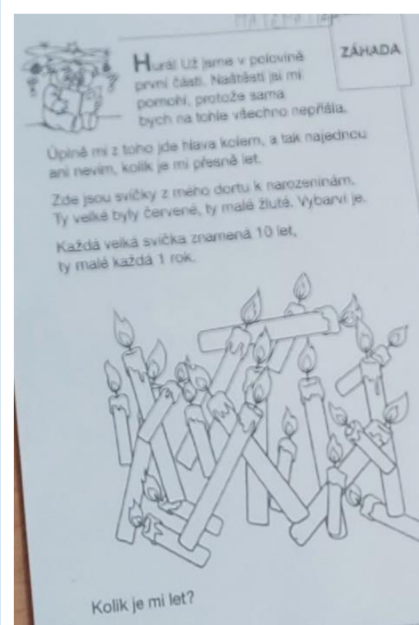 MATEMATIKA
ZÁHADA
Hurá! Už jsme v polovině
první části. Naštěstí jsi mi
pomohl, protože sama
bych na tohle všechno nepřišla.
Úplně mi z toho jde hlava kolem, a tak najednou
ani nevím, kolik je mi přesně let.
Zde jsou svíčky z mého dortu k narozeninám.
Ty velké byly červené, ty malé žluté. Vybarvi je.
Každá velká svíčka znamená 10 let,
ty malé každá 1 rok.
Kolik je mi let?